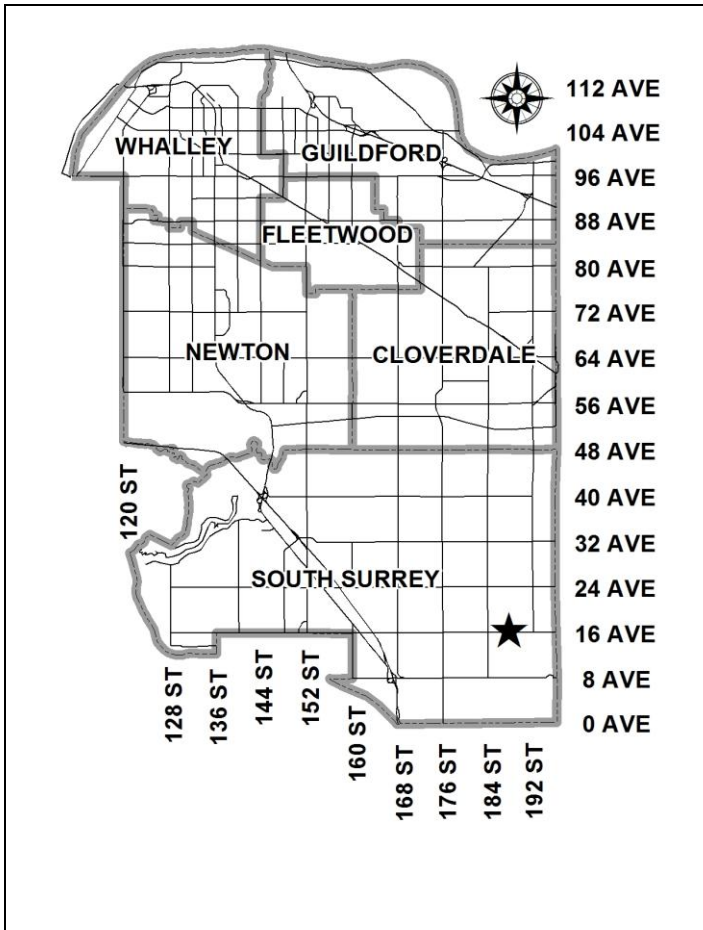 112 AVE
104 AVE
WHALLEY
GUILDFORD
96 AVE
88 AVE
FLEETWOOD
80 AVE
72 AVE
NEWTON
CLOVERDALE
64 AVE
56 AVE
48 AVE
120 ST
40 AVE
32 AVE
SOUTH SURREY
24 AVE
16 AVE
128 ST
136 ST
144 ST
152 ST
8 AVE
160 ST
0 AVE
168 ST
176 ST
184 ST
192 ST